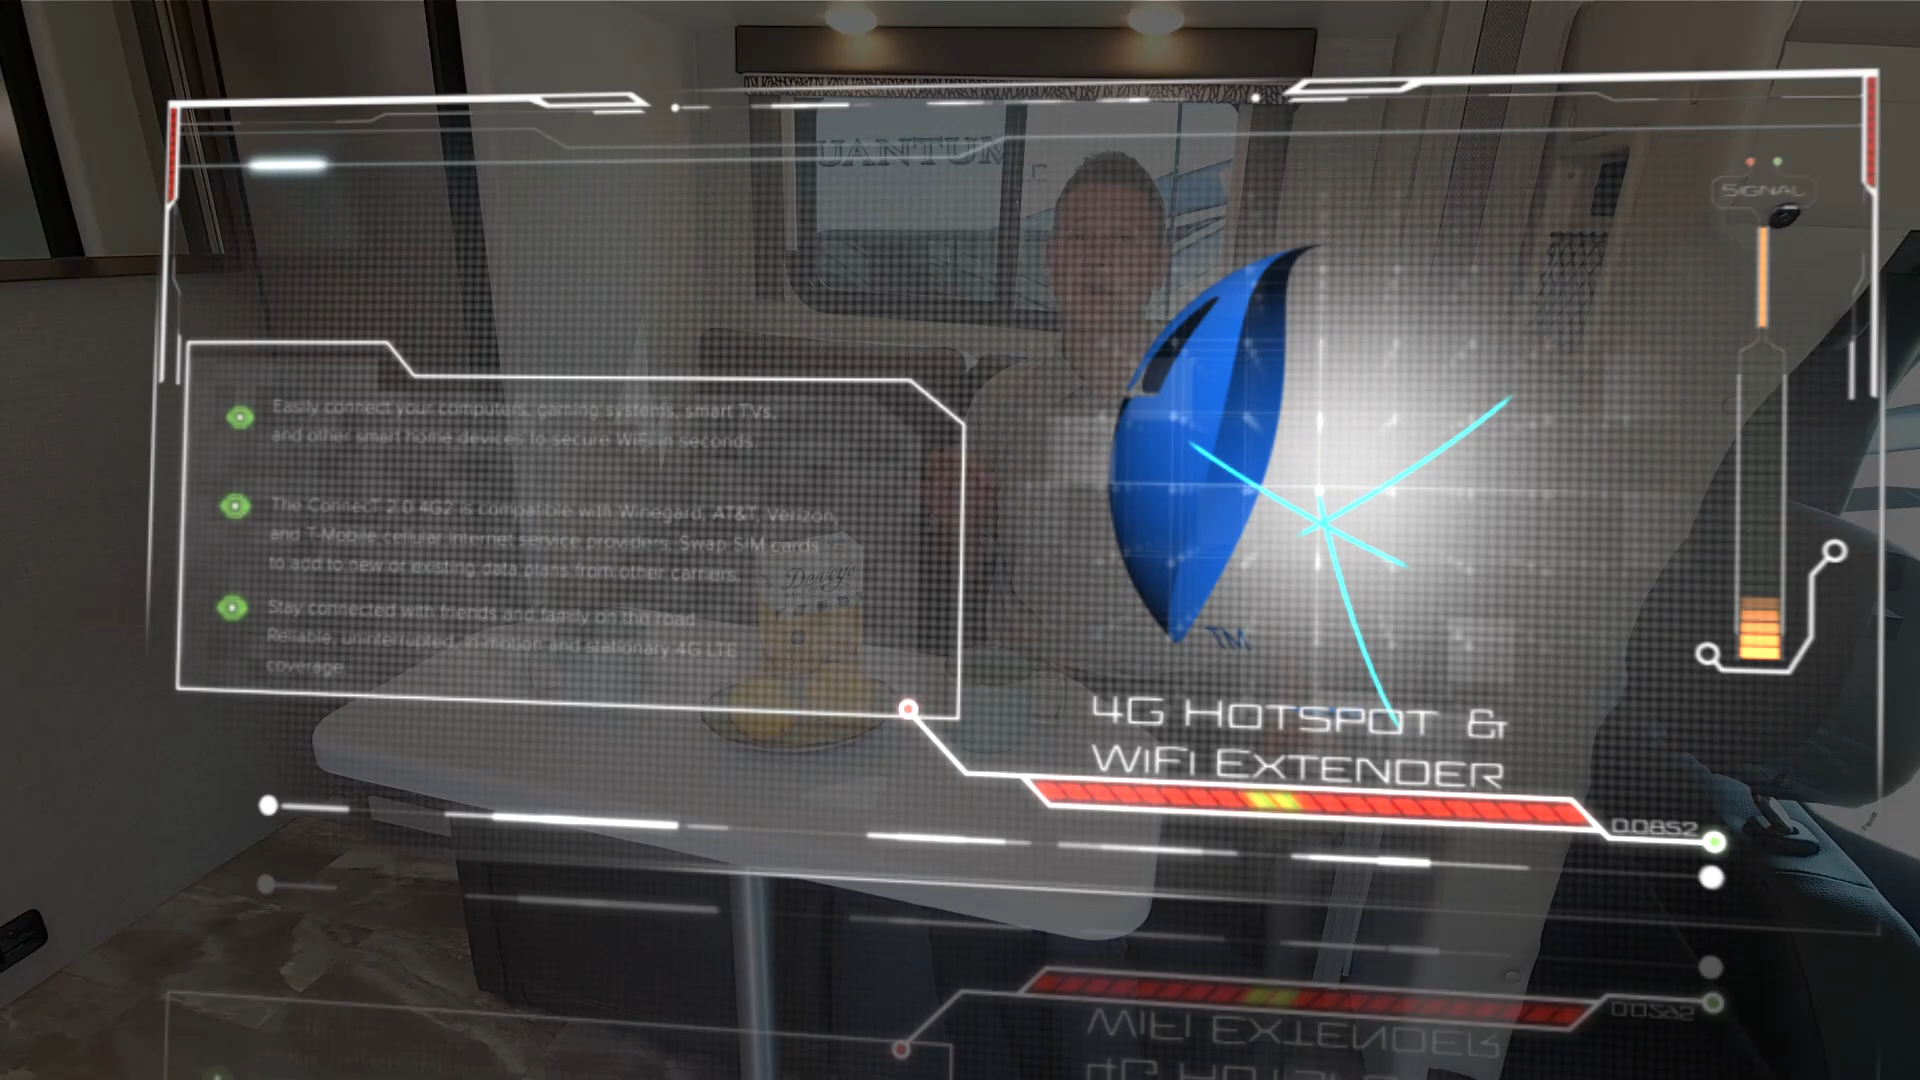 UANTUM
SIGNAL
Easily connect your computers, gaming systems, smart TVs,
and other smart home devices to secure WiFi in seconds.
The ConnecT 2.0 4G2 is compatible with Winegard, AT&T, Verizon,
and T-Mobile cellular internet service providers. Swap SIM cards
to add to new or existing data plans from other carriers.
Stay connected with friends and family on the road.
Reliable, uninterrupted, in-motion and stationary 4G LTE
coverage.
Dewey's
TM
4G HOTSPOT &
WIFI EXTENDER
0.0852